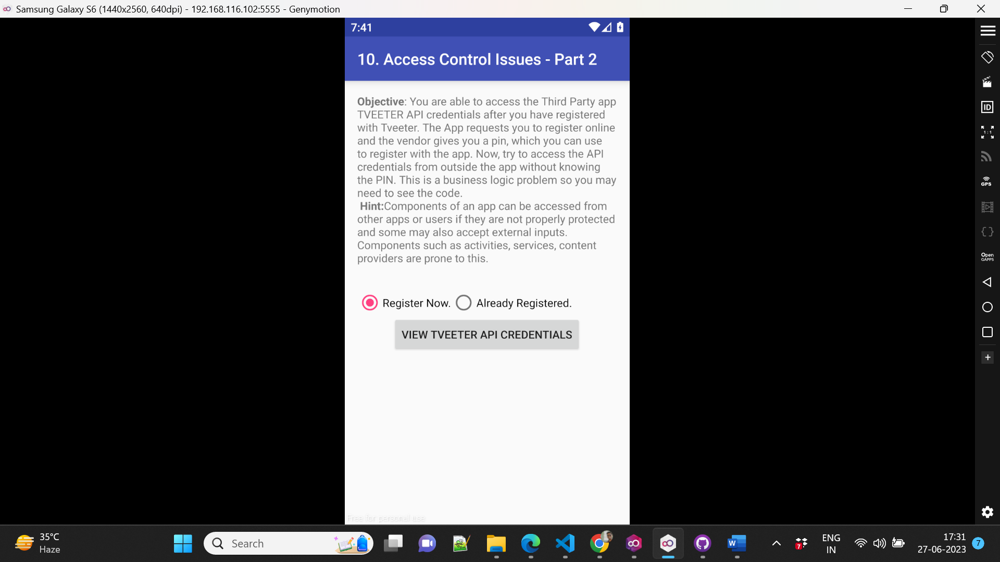 Samsung Galaxy S6 (1440x2560, 640dpi) - 192.168.116.102:5555 - Genymotion
7:41
10. Access Control Issues - Part 2
Objective: You are able to access the Third Party app
TVEETER API credentials after you have registered
with Tveeter. The App requests you to register online
and the vendor gives you a pin, which you can use
to register with the app. Now, try to access the API
credentials from outside the app without knowing
the PIN. This is a business logic problem so you may
need to see the code.
Hint:Components of an app can be accessed from
other apps or users if they are not properly protected
and some may also accept external inputs.
Components such as activities, services, content
providers are prone to this.
Register Now. Already Registered.
VIEW TVEETER API CREDENTIALS
Free for personal use
ID
1:1
GPS
Open
GAPPS
35°C
Haze
Search
W
7
ENG
IN
17:31
27-06-2023
7